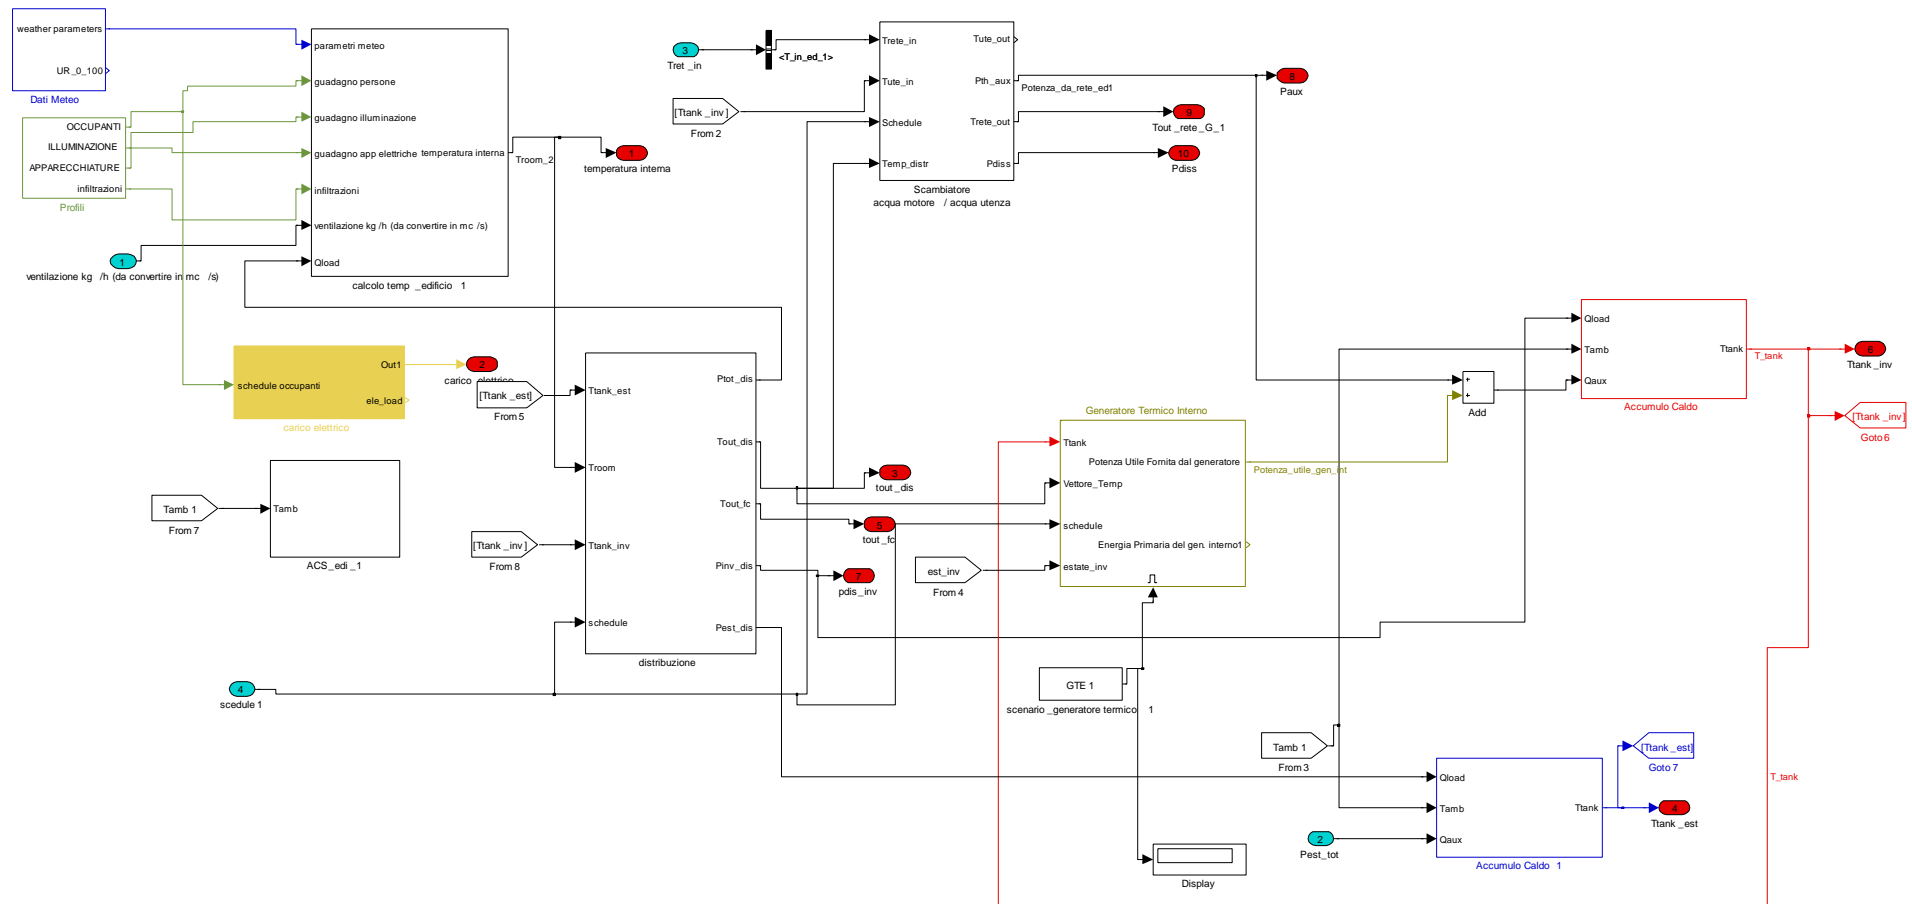 weather parameters
UR_0_100
Dati Meteo
OCCUPANTI
ILLUMINAZIONE
APPARECCHIATURE
infiltrazioni
Profili
1
ventilazione kg /h (da convertire in mc /s)
parametri meteo
guadagno persone
guadagno illuminazione
guadagno app elettriche
temperatura interna
infiltrazioni
ventilazione kg /h (da convertire in mc /s)
Qload
calcolo temp _edificio 1
Troom_2
1
temperatura interna
3
Tret _in
<T_in_ed_1>
[Ttank _inv]
From 2
Trete_in
Tute_in
Schedule
Temp_distr
Tute_out
Pth_aux
Trete_out
Pdiss
Scambiatore
acqua motore / acqua utenza
Potenza_da_rete_ed1
8
Paux
9
Tout _rete_G_1
10
Pdiss
schedule occupanti
Out1
ele_load
carico elettrico
2
carico elettrico
[Ttank _est]
From 5
Tamb 1
From 7
Tamb
ACS_edi _1
[Ttank _inv]
From 8
Ttank_est
Troom
Ttank_inv
schedule
Ptot_dis
Tout_dis
Tout_fc
Pinv_dis
Pest_dis
distribuzione
3
tout_dis
5
tout_fc
7
pdis_inv
4
scedule 1
est_inv
From 4
Generatore Termico Interno
Ttank
Vettore_Temp
schedule
estate_inv
Potenza Utile Fornita dal generatore
Energia Primaria del gen. interno1
Potenza_utile_gen_int
GTE 1
scenario _generatore termico 1
Display
Add
+
+
Qload
Tamb
Qaux
Ttank
Accumulo Caldo
T_tank
6
Ttank _inv
[Ttank _inv]
Goto 6
Tamb 1
From 3
2
Pest_tot
Qload
Tamb
Qaux
Ttank
Accumulo Caldo 1
[Ttank _est]
Goto 7
4
Ttank _est
T_tank